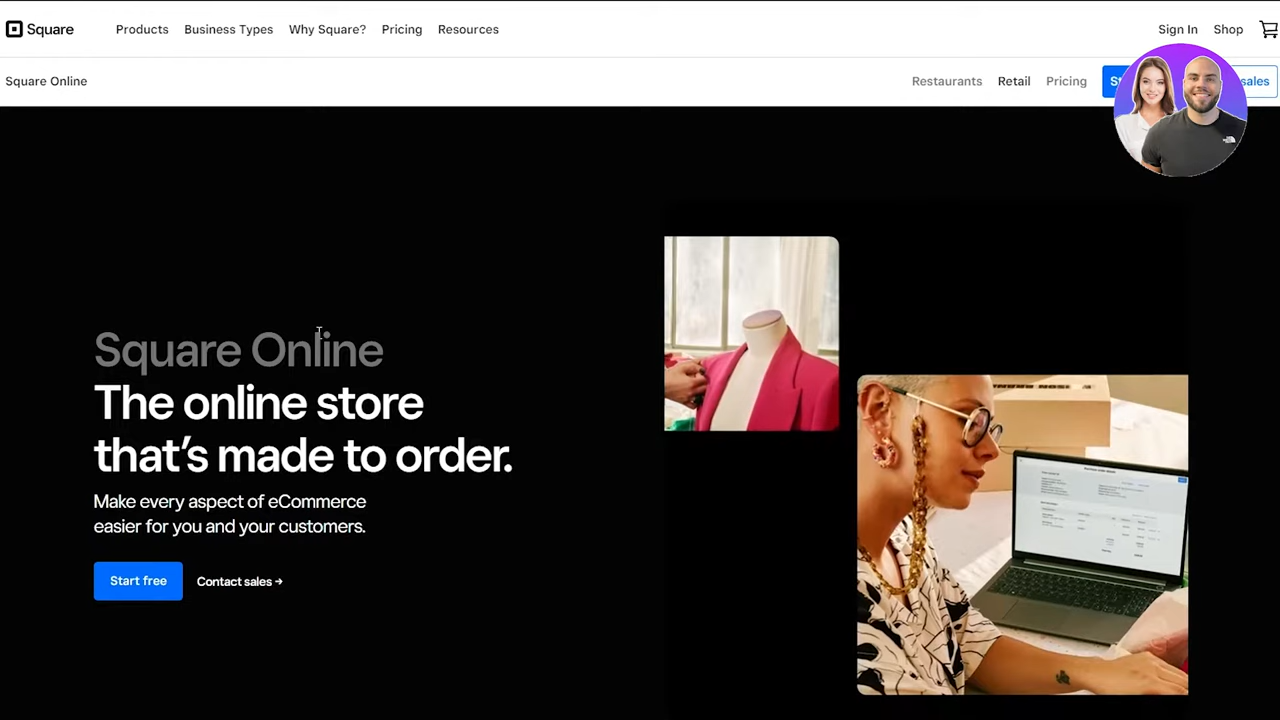 Square
Products
Business Types
Why Square?
Pricing
Resources
Sign In
Shop
Square Online
Restaurants
Retail
Pricing
sales
Square Online
The online store
that's made to order.
Make every aspect of eCommerce
easier for you and your customers.
Start free
Contact sales →